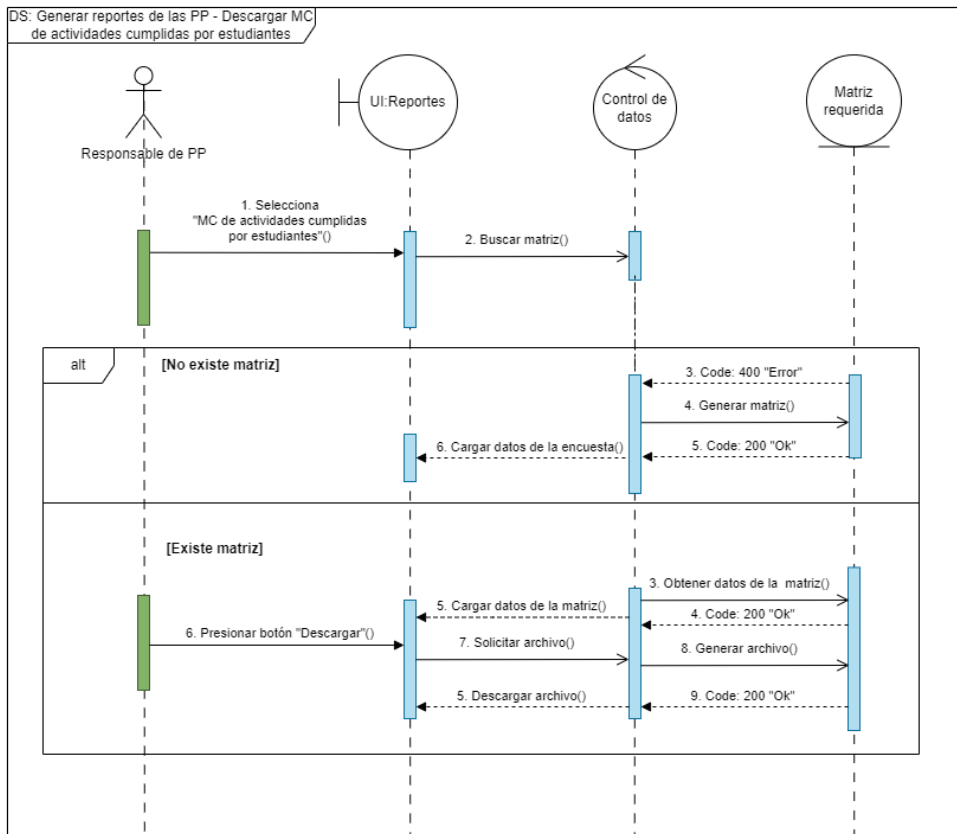 DS: Generar reportes de las PP - Descargar MC
de actividades cumplidas por estudiantes
Responsable de PP
UI:Reportes
Control de
datos
Matriz
requerida
1. Selecciona
"MC de actividades cumplidas
por estudiantes"()
2. Buscar matriz()
alt
[No existe matriz]
3. Code: 400 "Error"
4. Generar matriz()
5. Code: 200 "Ok"
6. Cargar datos de la encuesta()
[Existe matriz]
3. Obtener datos de la matriz()
4. Code: 200 "Ok"
5. Cargar datos de la matriz()
6. Presionar botón "Descargar"()
7. Solicitar archivo()
8. Generar archivo()
9. Code: 200 "Ok"
5. Descargar archivo()